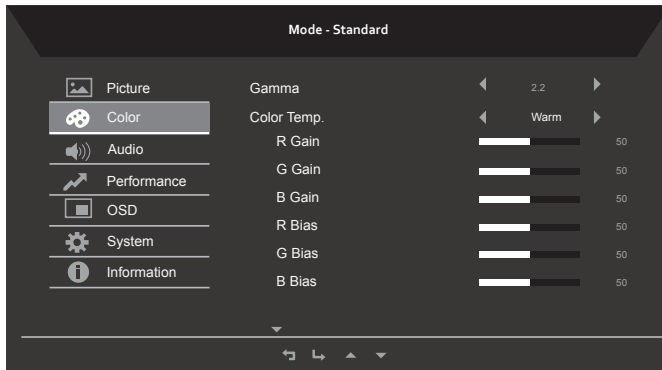 Mode - Standard
Picture
Color
Audio
Performance
OSD
System
Information
Gamma 2.2
Color Temp. Warm
R Gain 50
G Gain 50
B Gain 50
R Bias 50
G Bias 50
B Bias 50